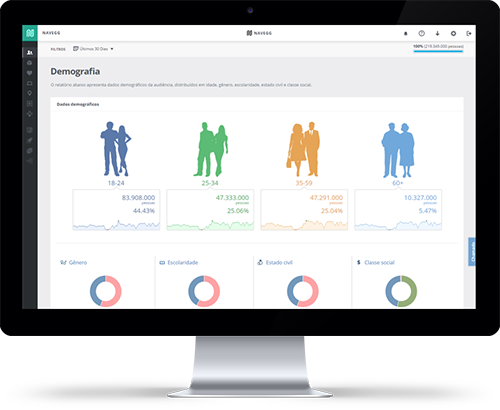 NAVEGG
NAVEGG
FILTROS
Últimos 30 Dias
100% (219.049.000 pessoas)
Demografia
O relatório abaixo apresenta dados demográficos da audiência, distribuídos em idade, gênero, escolaridade, estado civil e classe social.
Dados demográficos
18-24
25-34
35-59
60+
83.908.000
pessoas
44.43%
47.333.000
pessoas
25.06%
47.291.000
pessoas
25.04%
10.327.000
pessoas
5.47%
Gênero
Escolaridade
Estado civil
$ Classe social